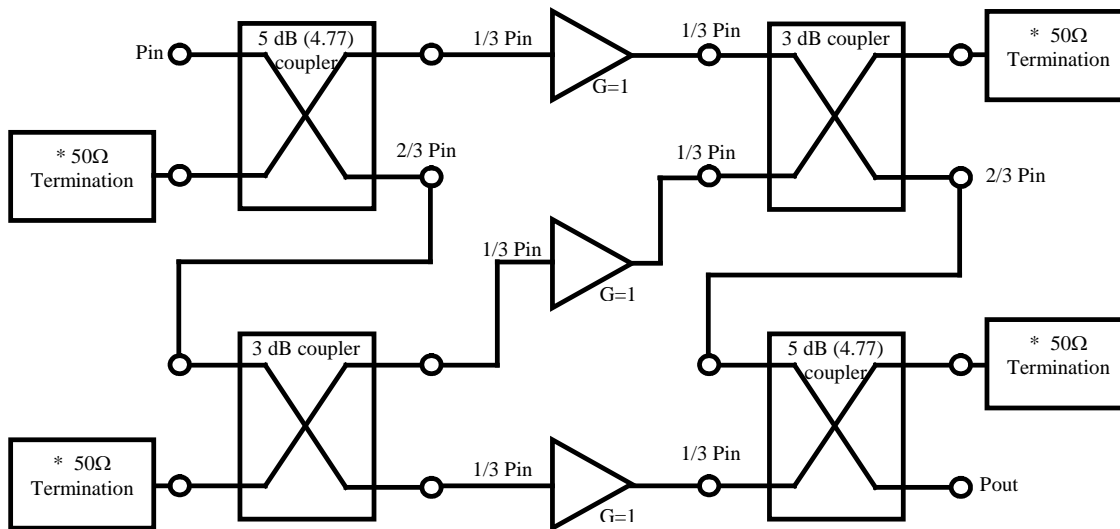 Pin
5 dB (4.77)
coupler
1/3 Pin
G=1
1/3 Pin
3 dB coupler
* 50Ω
Termination
* 50Ω
Termination
2/3 Pin
1/3 Pin
2/3 Pin
1/3 Pin
G=1
3 dB coupler
5 dB (4.77)
coupler
* 50Ω
Termination
* 50Ω
Termination
1/3 Pin
G=1
1/3 Pin
Pout